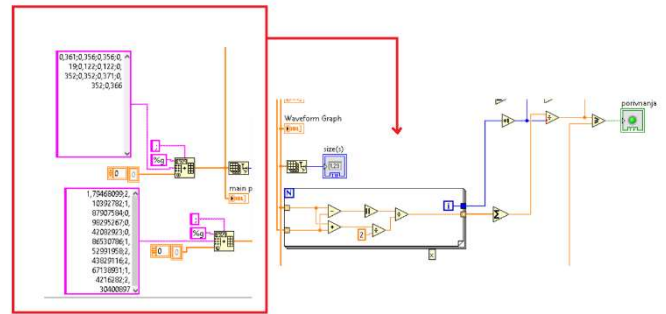 0,361;0,356;0,356;0,
19;0,122;0,122;0,
352;0,352;0,371;0,
352;0,366
;
%g
0
main p.
1,79468099;2,
10392782;1,
87907584;0,
98295267;0,
42082923;0,
86530786;1,
52991958;2,
43829116;2,
67138931;1,
4216282;2,
30400897
;
%g
0
Waveform Graph
size(s)
N
i
2
x
+1
porivnanja